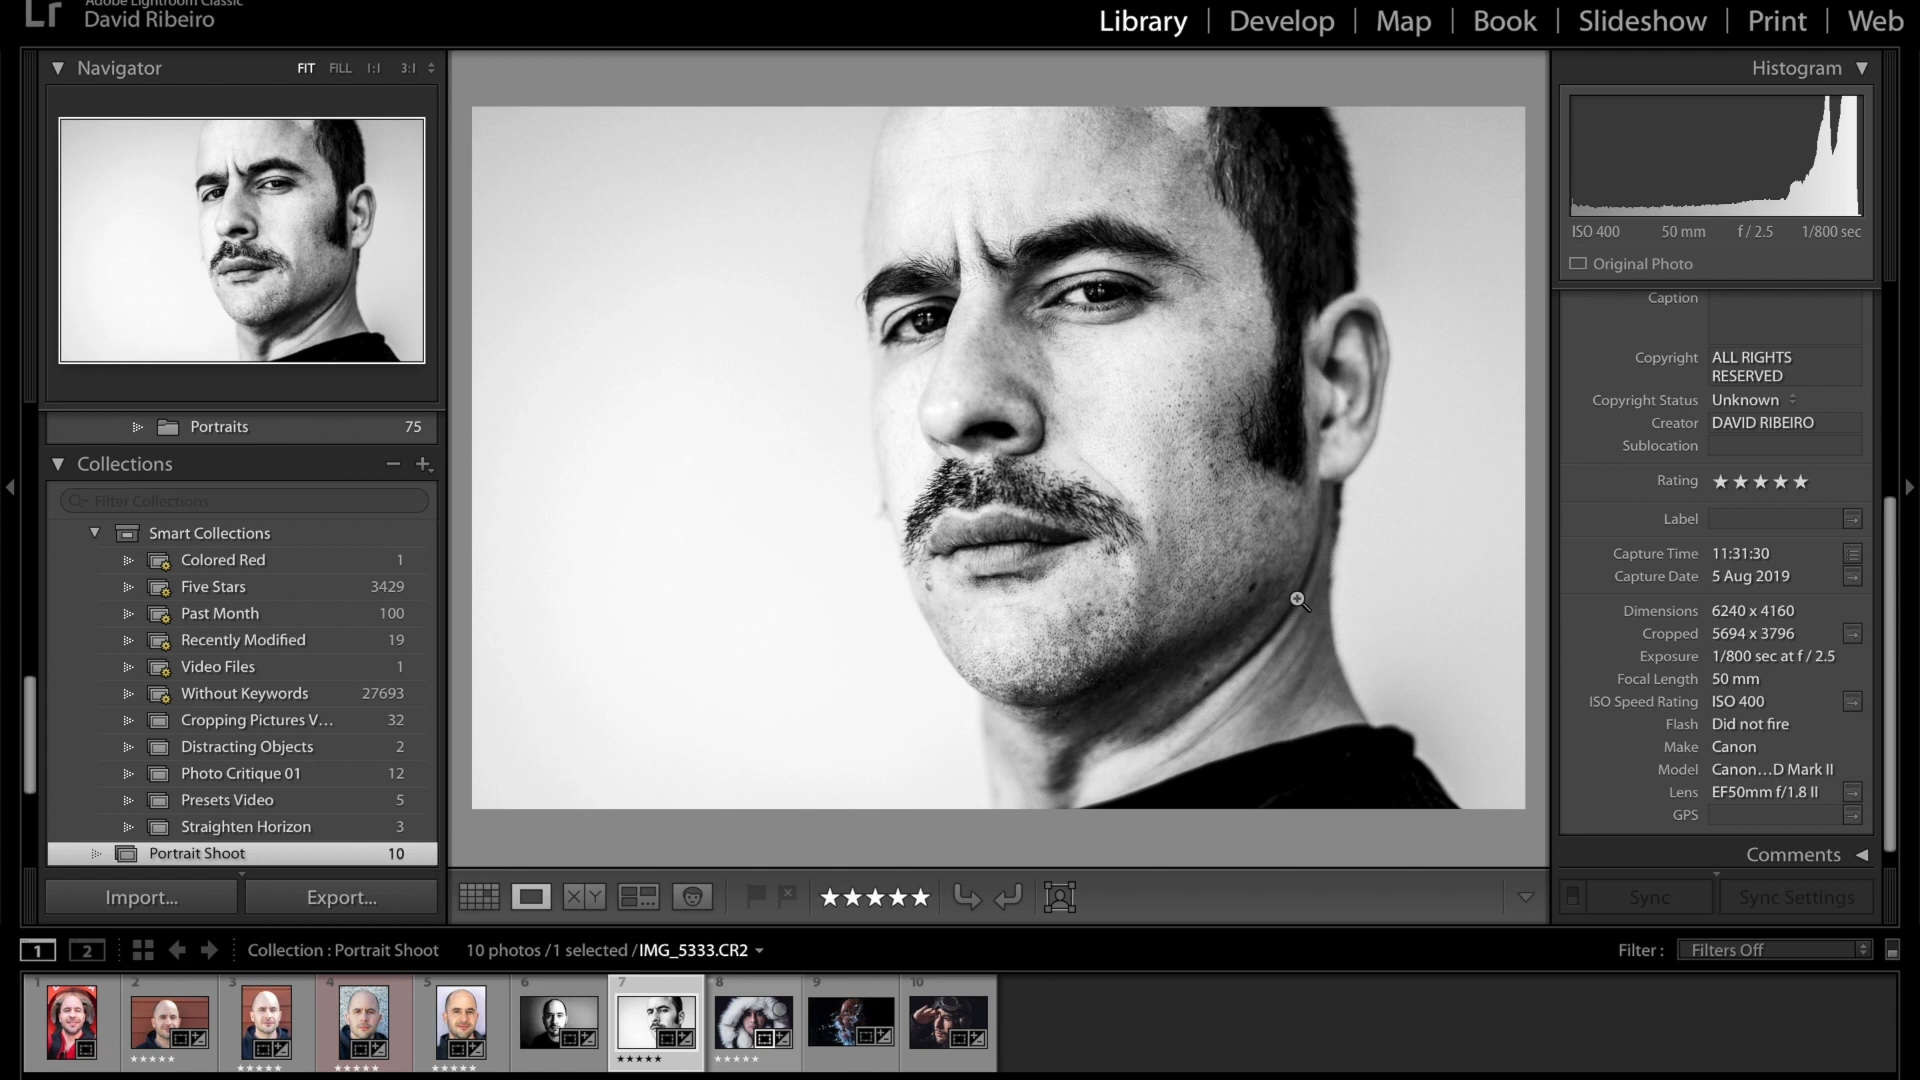 Lr Adobe Lightroom Classic
David Ribeiro
Library | Develop | Map | Book | Slideshow | Print | Web
Navigator FIT FILL 1:1 3:1
Portraits 75
Collections
Filter Collections
Smart Collections
Colored Red 1
Five Stars 3429
Past Month 100
Recently Modified 19
Video Files 1
Without Keywords 27693
Cropping Pictures V... 32
Distracting Objects 2
Photo Critique 01 12
Presets Video 5
Straighten Horizon 3
Portrait Shoot 10
Import... Export...
X Y
Histogram
ISO 400 50 mm f / 2.5 1/800 sec
Original Photo
Caption
Copyright ALL RIGHTS
RESERVED
Copyright Status Unknown
Creator DAVID RIBEIRO
Sublocation
Rating ★★★★★
Label
Capture Time 11:31:30
Capture Date 5 Aug 2019
Dimensions 6240 x 4160
Cropped 5694 x 3796
Exposure 1/800 sec at f / 2.5
Focal Length 50 mm
ISO Speed Rating ISO 400
Flash Did not fire
Make Canon
Model Canon...D Mark II
Lens EF50mm f/1.8 II
GPS
Comments
Sync Sync Settings
1 2 Collection : Portrait Shoot 10 photos / 1 selected / IMG_5333.CR2 Filter : Filters Off
1 2 3 4 5 6 7 8 9 10